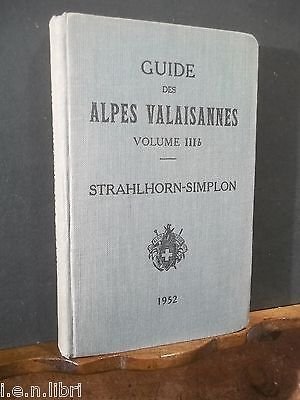 GUIDE
DES
ALPES VALAISANNES
VOLUME IIIb
STRAHLHORN-SIMPLON
1952
i.e.n.libri